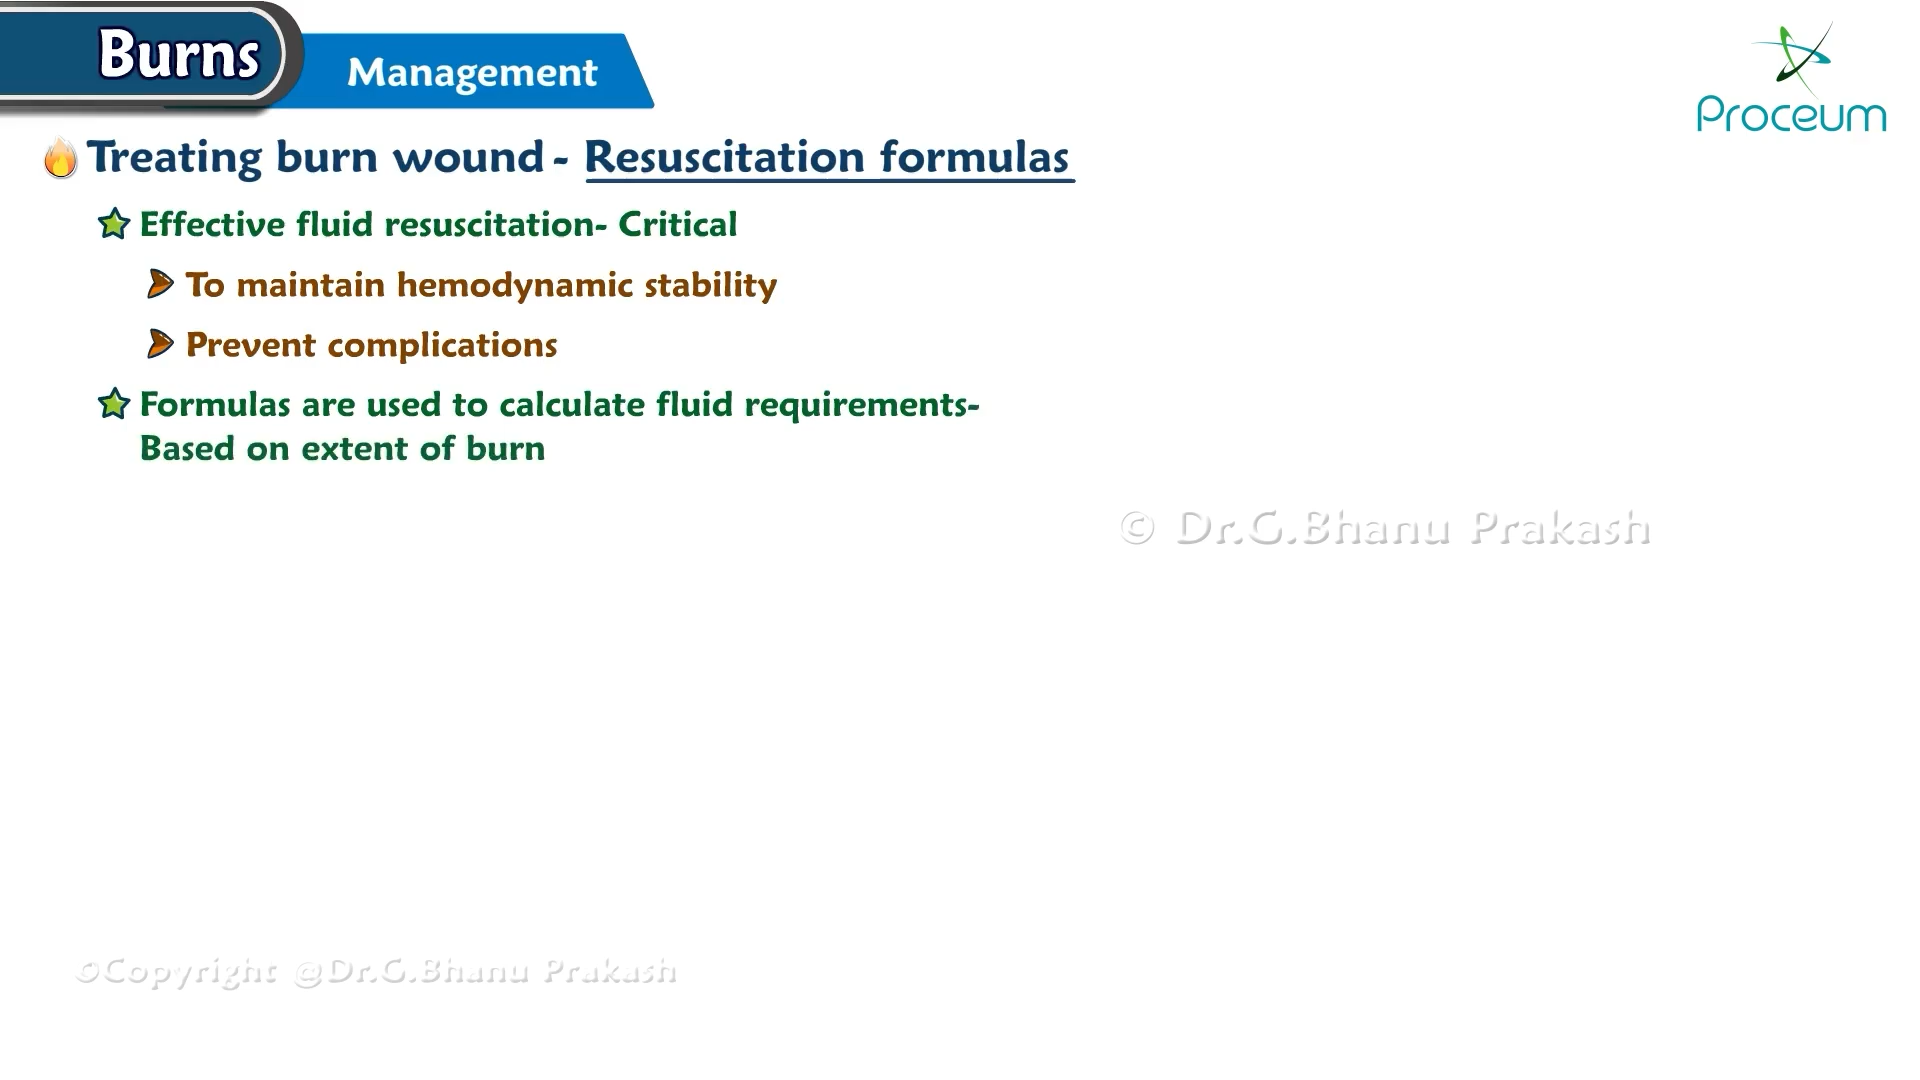 Burns
Management
Proceum
Treating burn wound - Resuscitation formulas
Effective fluid resuscitation- Critical
To maintain hemodynamic stability
Prevent complications
Formulas are used to calculate fluid requirements-
Based on extent of burn
© Dr.G.Bhanu Prakash
©Copyright @Dr.G.Bhanu Prakash